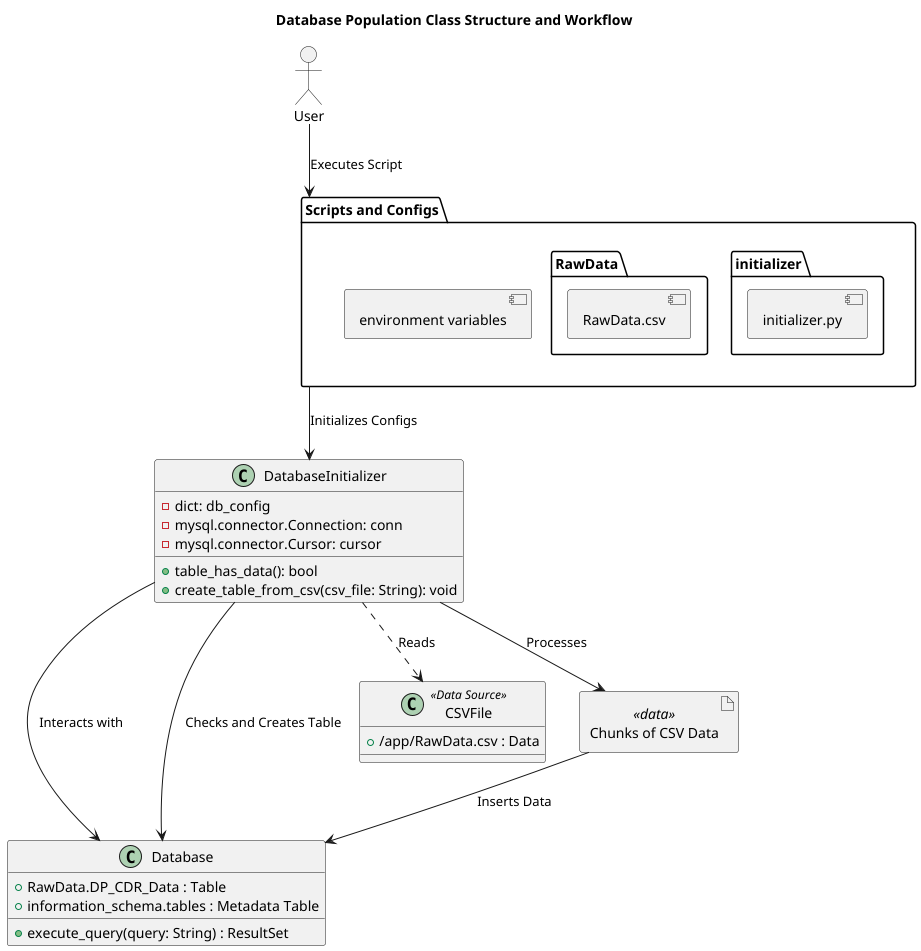 Database Population Class Structure and Workflow
User
Executes Script
Scripts and Configs
environment variables
RawData
RawData.csv
initializer
initializer.py
Initializes Configs
C DatabaseInitializer
dict: db_config
mysql.connector.Connection: conn
mysql.connector.Cursor: cursor
table_has_data(): bool
create_table_from_csv(csv_file: String): void
Interacts with
Checks and Creates Table
Reads
Processes
C «Data Source»
CSVFile
/app/RawData.csv : Data
«data»
Chunks of CSV Data
Inserts Data
C Database
RawData.DP_CDR_Data : Table
information_schema.tables : Metadata Table
execute_query(query: String) : ResultSet